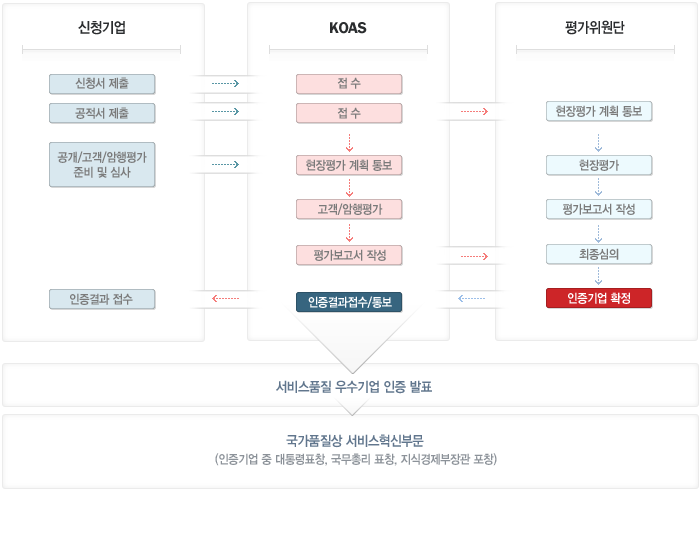 신청기업
KOAS
평가위원단
신청서 제출
접 수
공적서 제출
접 수
현장평가 계획 통보
공개/고객/암행평가
준비 및 심사
현장평가 계획 통보
현장평가
고객/암행평가
평가보고서 작성
평가보고서 작성
최종심의
인증결과 접수
인증결과접수/통보
인증기업 확정
서비스품질 우수기업 인증 발표
국가품질상 서비스혁신부문
(인증기업 중 대통령표창, 국무총리 표창, 지식경제부장관 포창)